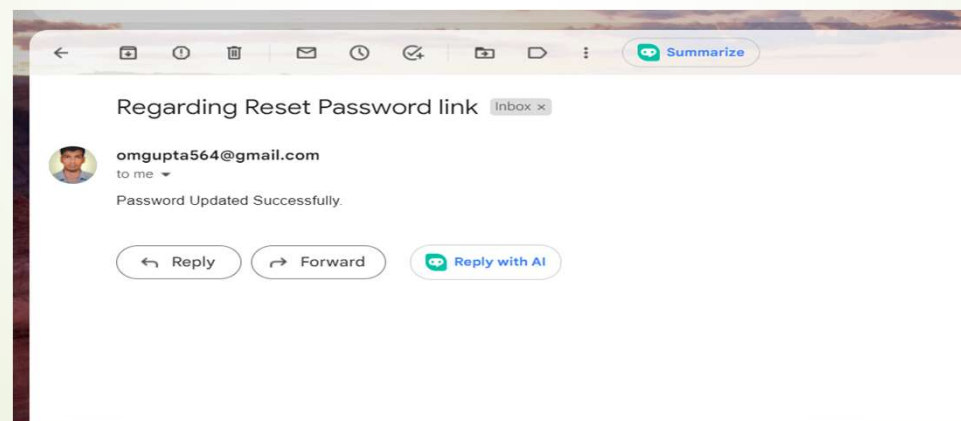 Summarize
Regarding Reset Password link Inbox ×
omgupta564@gmail.com
to me
Password Updated Successfully.
Reply Forward Reply with AI